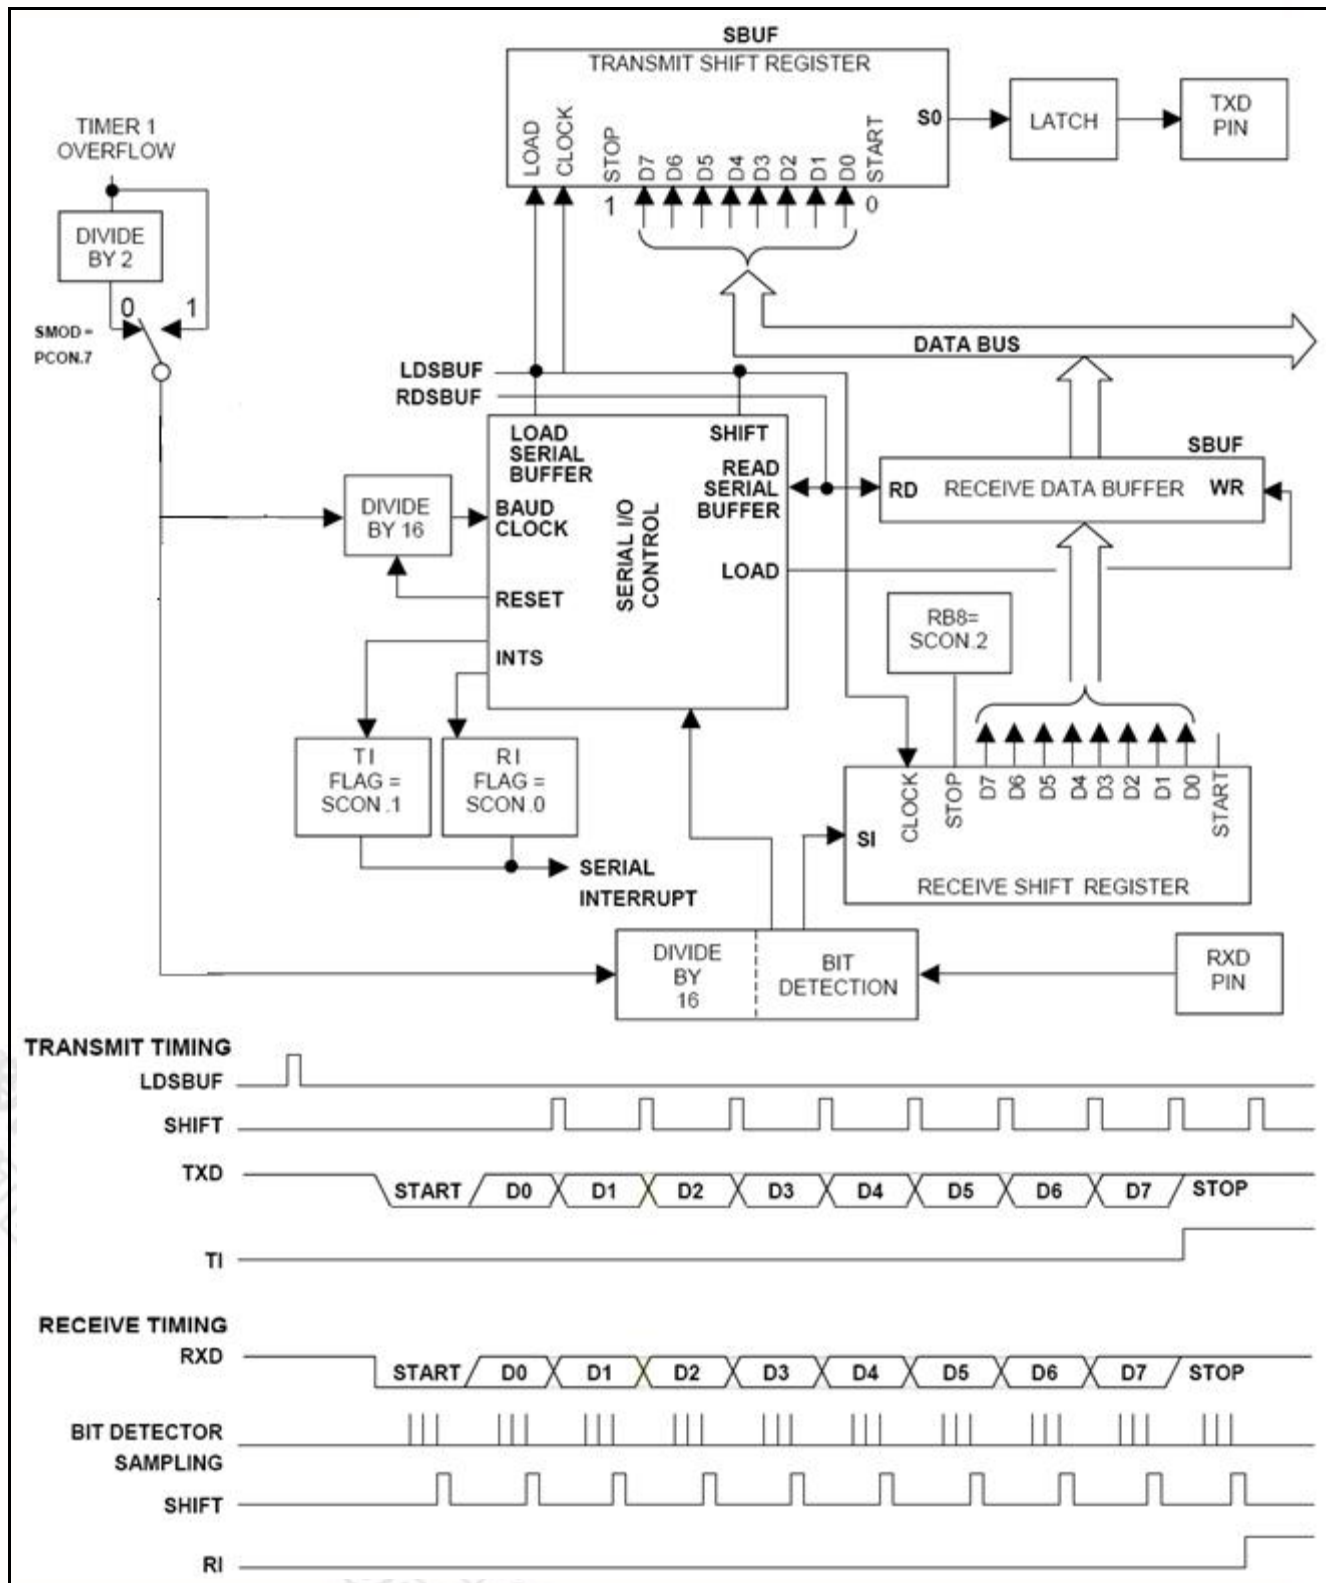 SBUF
TRANSMIT SHIFT REGISTER
LOAD
CLOCK
STOP
D7
D6
D5
D4
D3
D2
D1
D0
START
S0
1
0
LATCH
TXD
PIN
TIMER 1
OVERFLOW
DIVIDE
BY 2
0
1
SMOD =
PCON.7
DATA BUS
LDSBUF
RDSBUF
LOAD
SERIAL
BUFFER
SHIFT
READ
SERIAL
BUFFER
BAUD
CLOCK
SERIAL I/O
CONTROL
LOAD
RESET
INTS
DIVIDE
BY 16
SBUF
RD
RECEIVE DATA BUFFER
WR
RB8=
SCON.2
TI
FLAG =
SCON.1
RI
FLAG =
SCON.0
SERIAL
INTERRUPT
SI
CLOCK
STOP
D7
D6
D5
D4
D3
D2
D1
D0
START
RECEIVE SHIFT REGISTER
DIVIDE
BY
16
BIT
DETECTION
RXD
PIN
TRANSMIT TIMING
LDSBUF
SHIFT
TXD
START D0 D1 D2 D3 D4 D5 D6 D7 STOP
TI
RECEIVE TIMING
RXD
START D0 D1 D2 D3 D4 D5 D6 D7 STOP
BIT DETECTOR
SAMPLING
SHIFT
RI